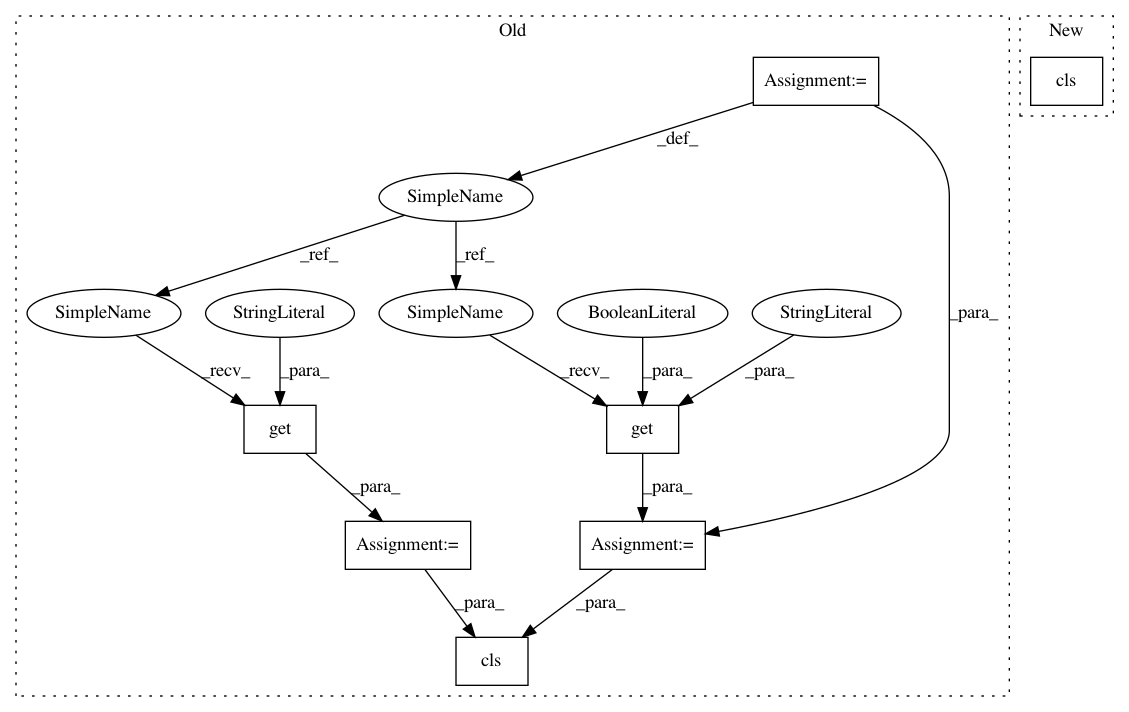 Old
New
Assignment:=
cls
_def_
SimpleName
_ref_
_ref_
SimpleName
StringLiteral
SimpleName
BooleanLiteral
StringLiteral
_para_
_recv_
_para_
_recv_
_para_
_para_
get
get
_para_
_para_
Assignment:=
Assignment:=
_para_
_para_
cls